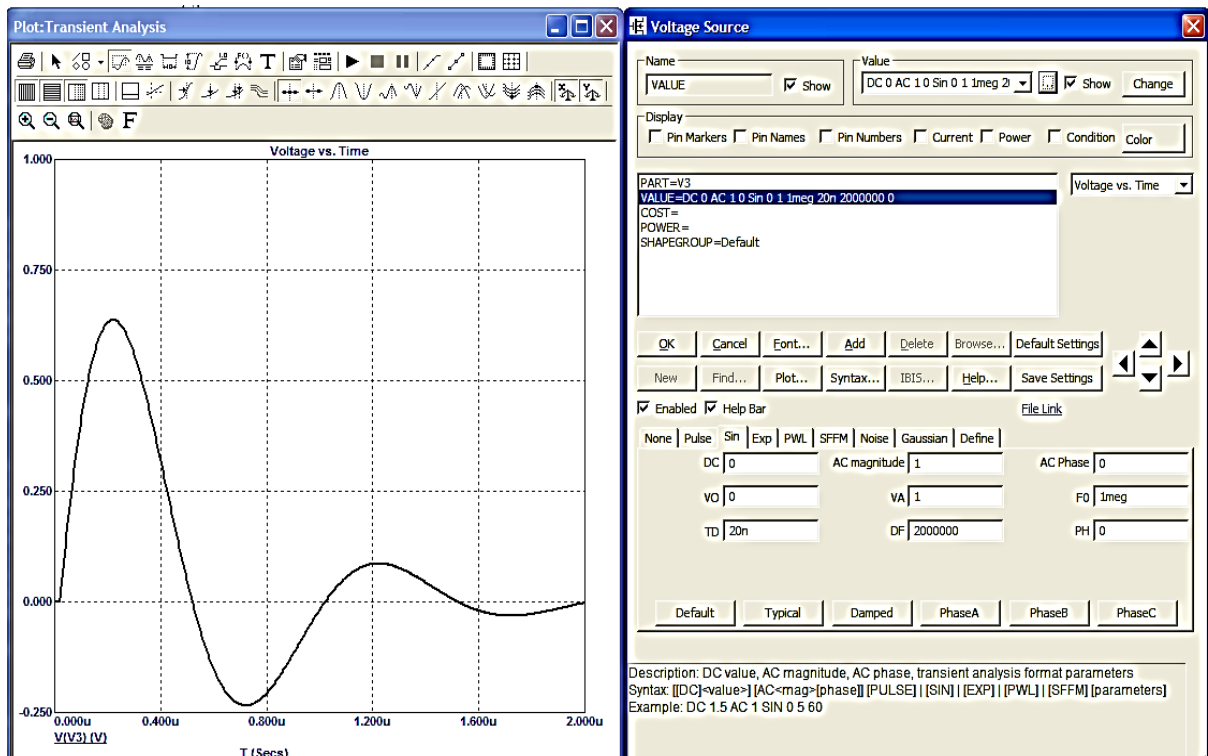 Plot:Transient Analysis
T
F
Voltage vs. Time
1.000
0.750
0.500
0.250
0.000
-0.250
0.000u 0.400u 0.800u 1.200u 1.600u 2.000u
V(V3) (V)
T (Secs)
Voltage Source
Name
VALUE
Show
Value
DC 0 AC 1 0 Sin 0 1 1meg 2
Show
Change
Display
Pin Markers Pin Names Pin Numbers Current Power Condition Color
PART=V3
VALUE=DC 0 AC 1 0 Sin 0 1 1meg 20n 2000000 0
COST=
POWER=
SHAPEGROUP=Default
Voltage vs. Time
OK Cancel Font... Add Delete Browse... Default Settings
New Find... Plot... Syntax... IBIS... Help... Save Settings
Enabled Help Bar File Link
None Pulse Sin Exp PWL SFFM Noise Gaussian Define
DC 0 AC magnitude 1 AC Phase 0
VO 0 VA 1 F0 1meg
TD 20n DF 2000000 PH 0
Default Typical Damped PhaseA PhaseB PhaseC
Description: DC value, AC magnitude, AC phase, transient analysis format parameters
Syntax: [[DC]<value>] [AC<mag>[phase]] [PULSE] | [SIN] | [EXP] | [PWL] | [SFFM] [parameters]
Example: DC 1.5 AC 1 SIN 0 5 60